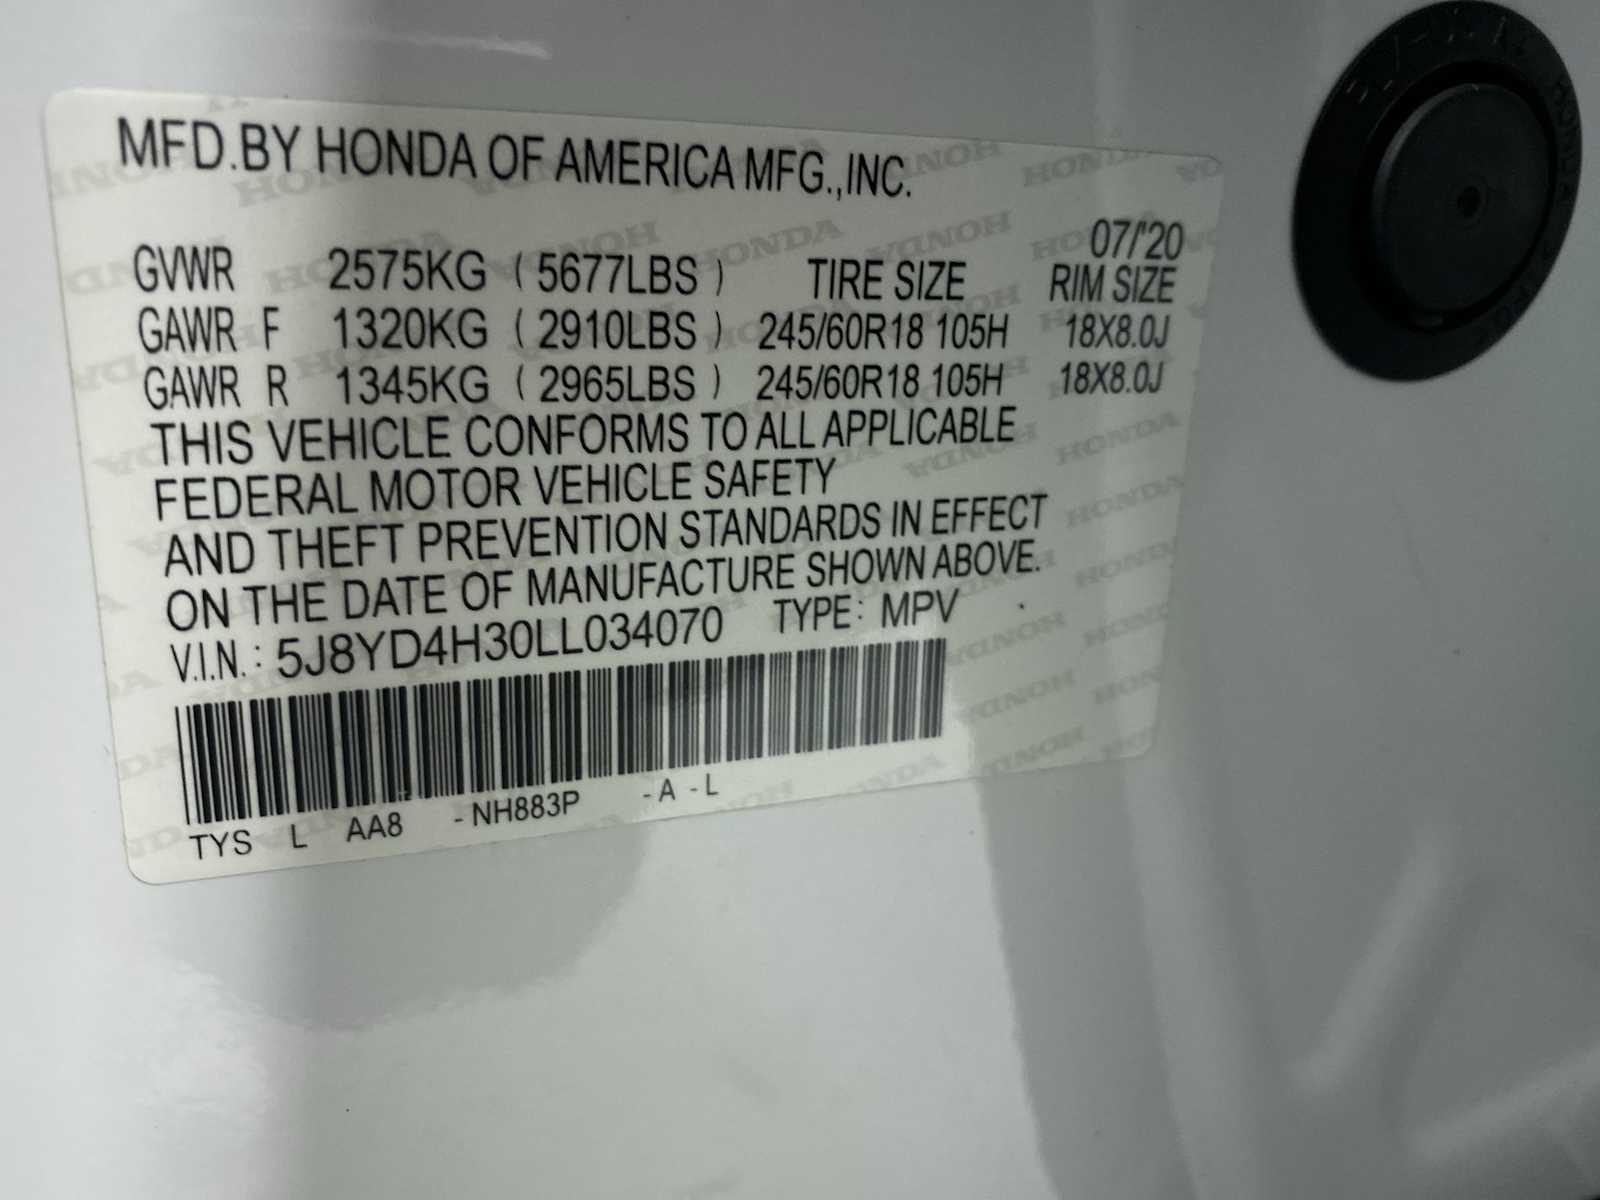 MFD.BY HONDA OF AMERICA MFG.,INC.
07/'20
GVWR 2575KG ( 5677LBS ) TIRE SIZE RIM SIZE
GAWR F 1320KG ( 2910LBS ) 245/60R18 105H 18X8.0J
GAWR R 1345KG ( 2965LBS ) 245/60R18 105H 18X8.0J
THIS VEHICLE CONFORMS TO ALL APPLICABLE
FEDERAL MOTOR VEHICLE SAFETY
AND THEFT PREVENTION STANDARDS IN EFFECT
ON THE DATE OF MANUFACTURE SHOWN ABOVE.
V.I.N.: 5J8YD4H30LL034070 TYPE: MPV
TYS L AA8 -NH883P -A -L
HONDA